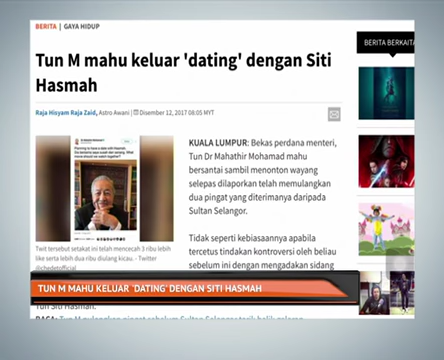 BERITA | GAYA HIDUP
Tun M mahu keluar 'dating' dengan Siti
Hasmah
Raja Hisyam Raja Zaid, Astro Awani | Disember 12, 2017 08:05 MYT
BERITA BERKAITA
KUALA LUMPUR: Bekas perdana menteri,
Tun Dr Mahathir Mohamad mahu
bersantai sambil menonton wayang
selepas dilaporkan telah memulangkan
dua pingat yang diterimanya daripada
Sultan Selangor.
Twit tersebut setakat ini telah mencecah 3 ribu lebih
like serta lebih dua ribu diulang kicau. - Twitter
@chedetofficial
Tidak seperti kebiasaannya apabila
tercetus tindakan kontroversi oleh beliau
sebelum ini dengan mengadakan sidang
TUN M MAHU KELUAR 'DATING' DENGAN SITI HASMAH
Tun Siti Hasmah.